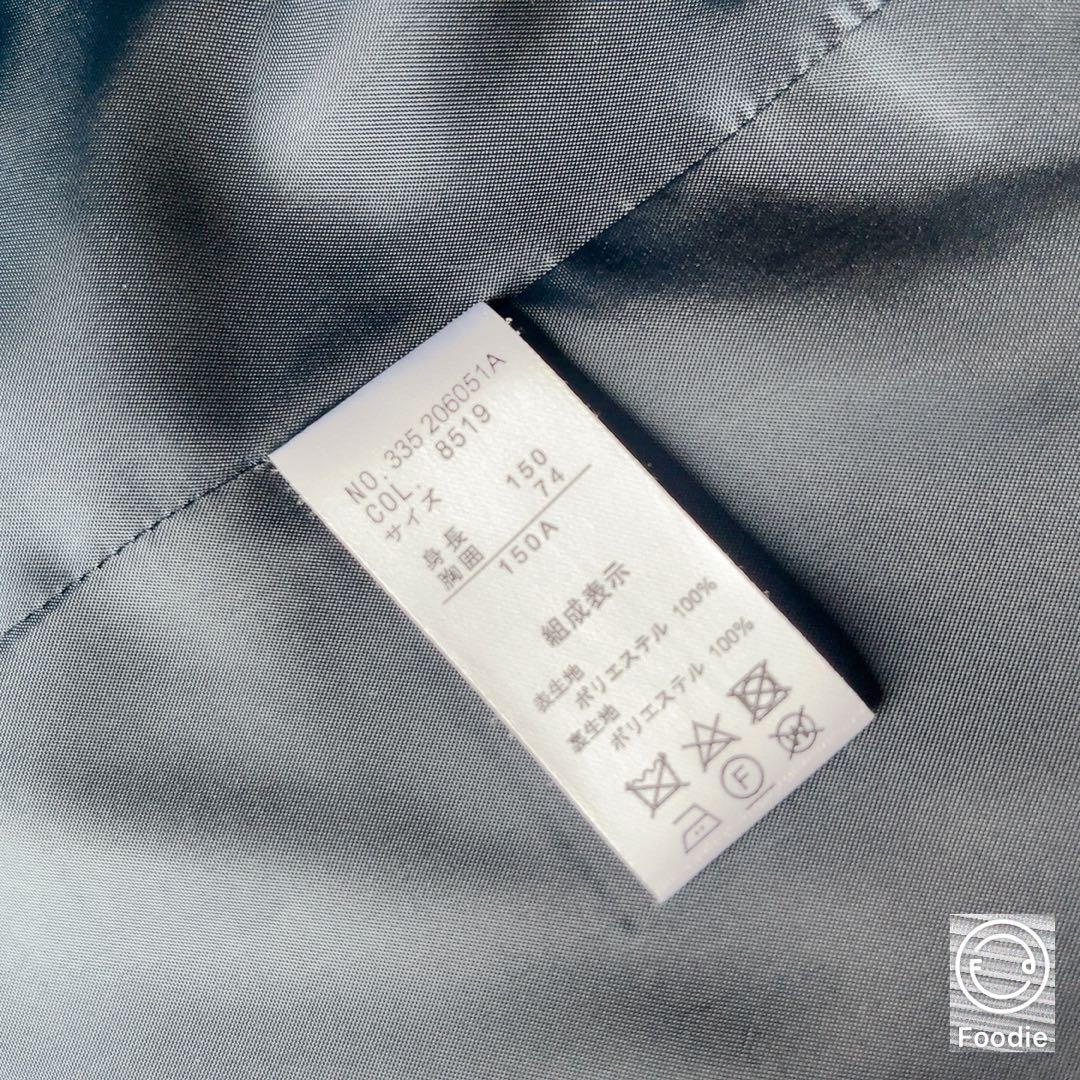 NO. 335 206051A
COL. 8519
サイズ
身長 150
胸囲 74
150A
組成表示
表生地
ポリエステル 100%
裏生地
ポリエステル 100%
F
W
Foodie